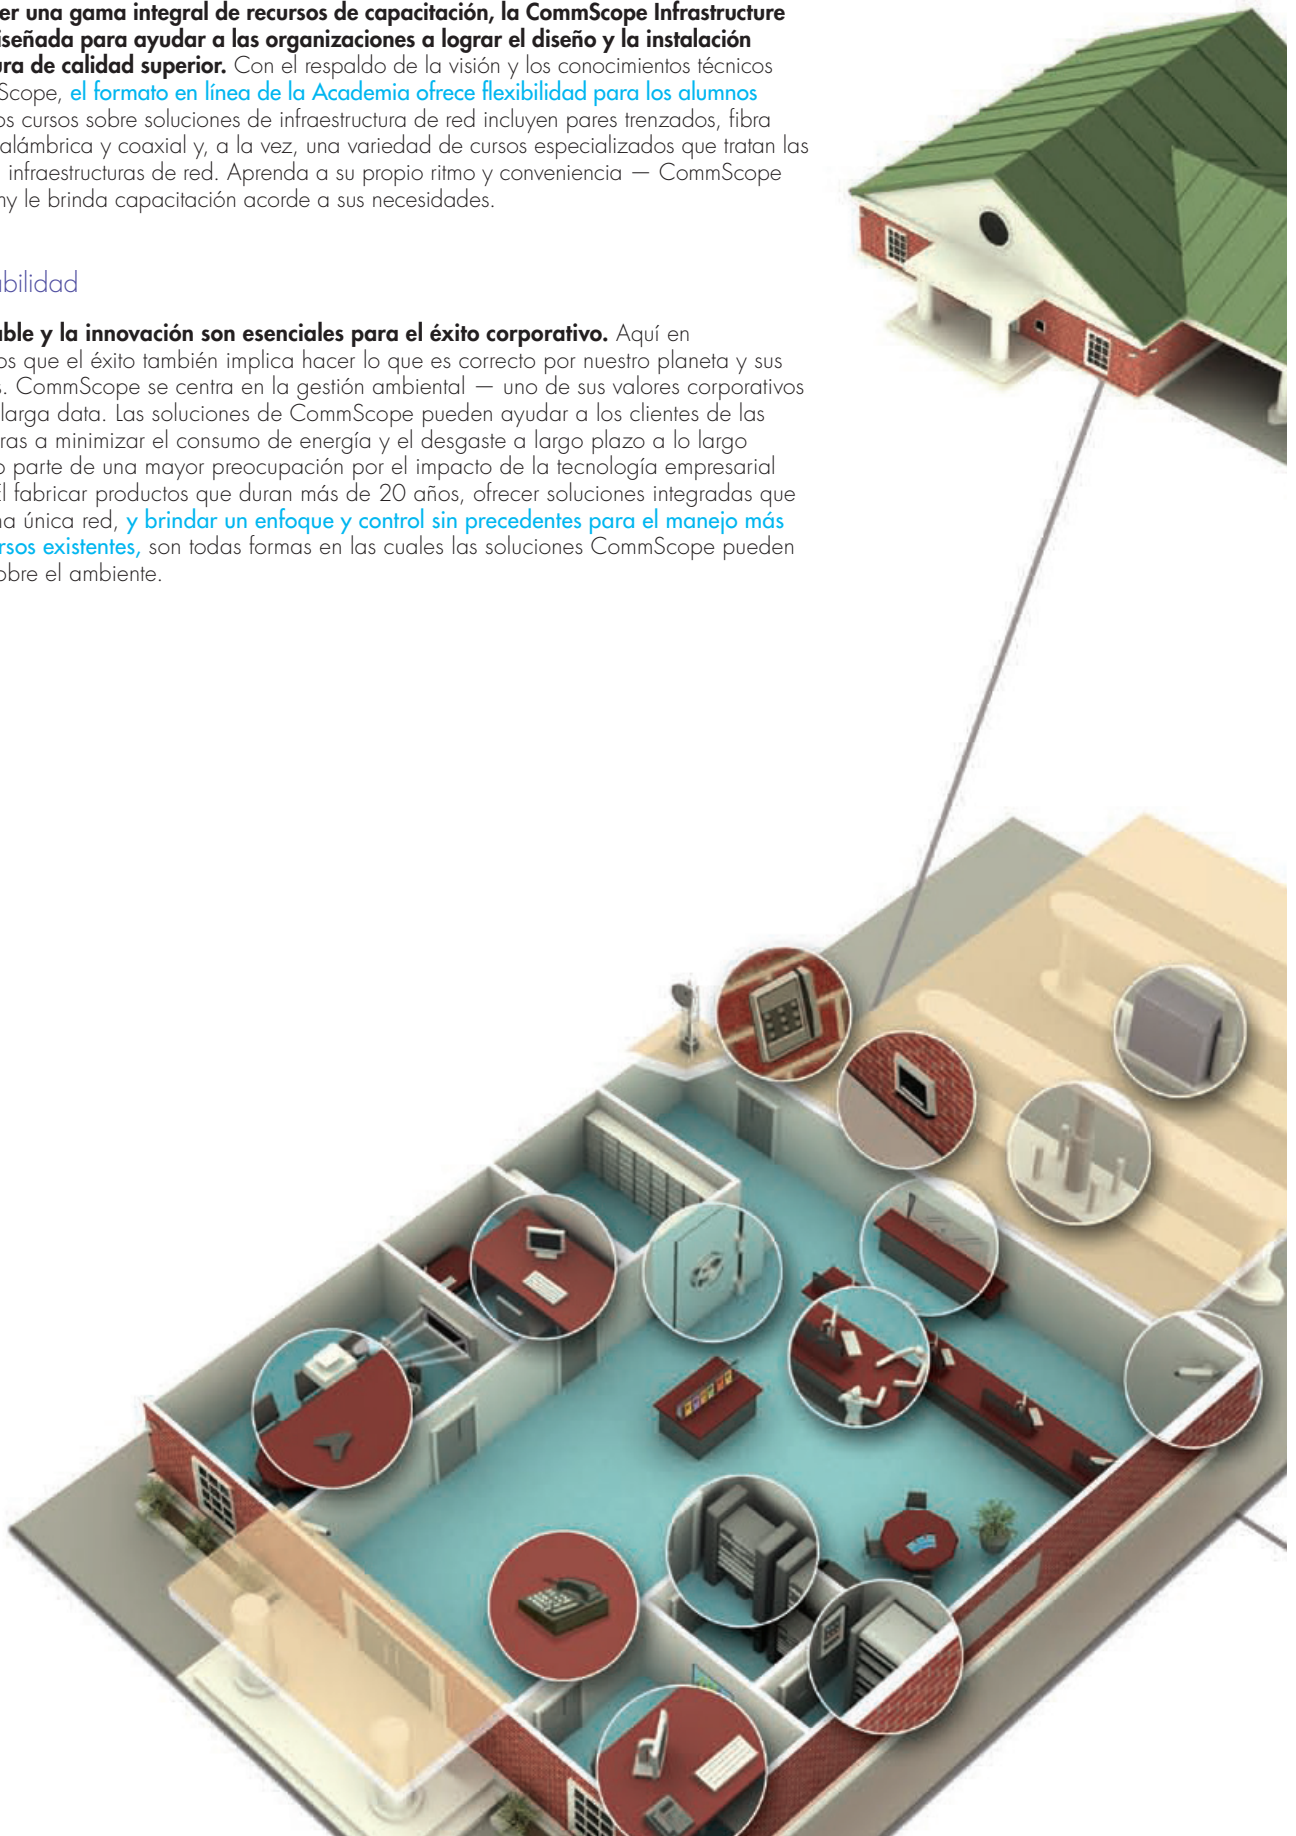 er una gama integral de recursos de capacitación, la CommScope Infrastructure
iseñada para ayudar a las organizaciones a lograr el diseño y la instalación
ura de calidad superior. Con el respaldo de la visión y los conocimientos técnicos
Scope, el formato en línea de la Academia ofrece flexibilidad para los alumnos
os cursos sobre soluciones de infraestructura de red incluyen pares trenzados, fibra
alámbrica y coaxial y, a la vez, una variedad de cursos especializados que tratan las
infraestructuras de red. Aprenda a su propio ritmo y conveniencia — CommScope
ny le brinda capacitación acorde a sus necesidades.
abilidad
able y la innovación son esenciales para el éxito corporativo. Aquí en
os que el éxito también implica hacer lo que es correcto por nuestro planeta y sus
s. CommScope se centra en la gestión ambiental — uno de sus valores corporativos
larga data. Las soluciones de CommScope pueden ayudar a los clientes de las
ras a minimizar el consumo de energía y el desgaste a largo plazo a lo largo
o parte de una mayor preocupación por el impacto de la tecnología empresarial
El fabricar productos que duran más de 20 años, ofrecer soluciones integradas que
na única red, y brindar un enfoque y control sin precedentes para el manejo más
rsos existentes, son todas formas en las cuales las soluciones CommScope pueden
obre el ambiente.